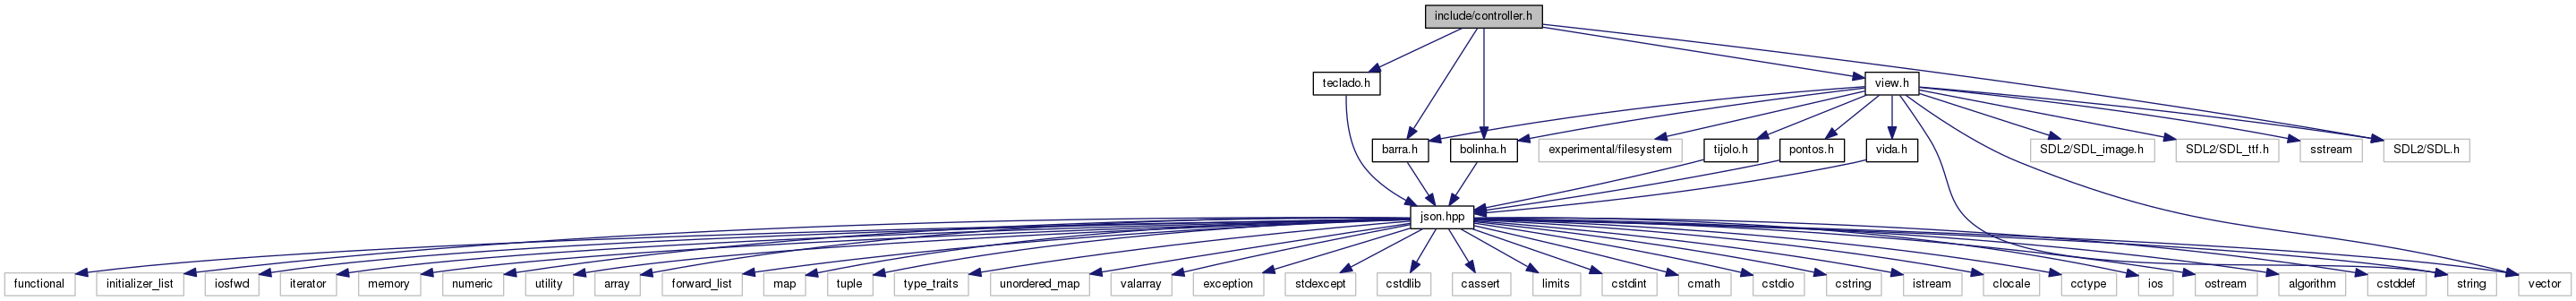 include/controller.h
teclado.h
view.h
barra.h
bolinha.h
experimental/filesystem
tijolo.h
pontos.h
vida.h
SDL2/SDL_image.h
SDL2/SDL_ttf.h
sstream
SDL2/SDL.h
json.hpp
functional
initializer_list
iosfwd
iterator
memory
numeric
utility
array
forward_list
map
tuple
type_traits
unordered_map
valarray
exception
stdexcept
cstdlib
cassert
limits
cstdint
cmath
cstdio
cstring
istream
clocale
cctype
ios
ostream
algorithm
cstddef
string
vector